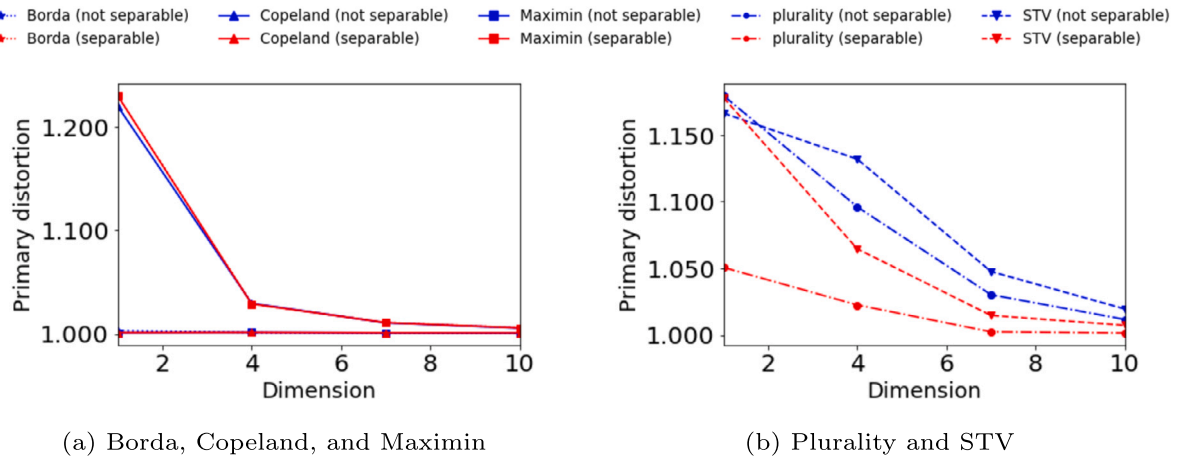 Borda (not separable) Copeland (not separable) Maximin (not separable) plurality (not separable) STV (not separable)
Borda (separable) Copeland (separable) Maximin (separable) plurality (separable) STV (separable)
Primary distortion
1.200
1.100
1.000
2 4 6 8 10
Dimension
(a) Borda, Copeland, and Maximin
Primary distortion
1.150
1.100
1.050
1.000
2 4 6 8 10
Dimension
(b) Plurality and STV